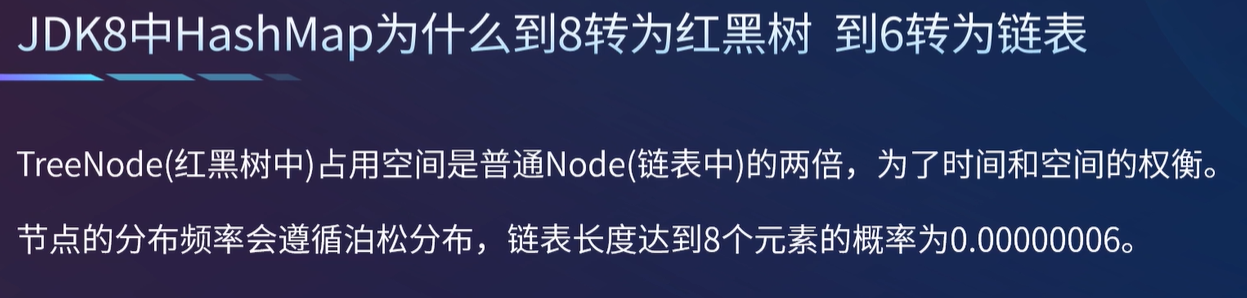 JDK8中HashMap为什么到8转为红黑树 到6转为链表
TreeNode(红黑树中)占用空间是普通Node(链表中)的两倍，为了时间和空间的权衡。
节点的分布频率会遵循泊松分布，链表长度达到8个元素的概率为0.00000006。